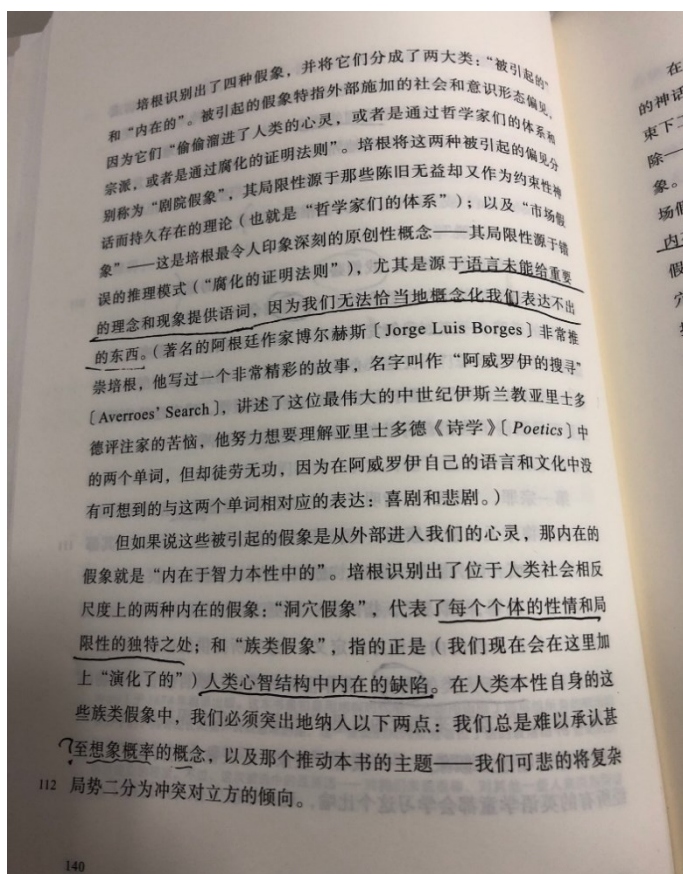 培根识别出了四种假象，并将它们分成了两大类：“被引起的”
和“内在的”。被引起的假象特指外部施加的社会和意识形态偏见，
因为它们“偷偷溜进了人类的心灵，或者是通过哲学家们的体系和
宗派，或者是通过腐化的证明法则”。培根将这两种被引起的偏见分
别称为“剧院假象”，其局限性源于那些陈旧无益却又作为约束性神
话而持久存在的理论（也就是“哲学家们的体系”）；以及“市场假
象”——这是培根最令人印象深刻的原创性概念——其局限性源于错
误的推理模式（“腐化的证明法则”），尤其是源于语言未能给重要
的理念和现象提供语词，因为我们无法恰当地概念化我们表达不出
的东西。（著名的阿根廷作家博尔赫斯〔Jorge Luis Borges〕非常推
崇培根，他写过一个非常精彩的故事，名字叫作“阿威罗伊的搜寻”
〔Averroes’ Search〕，讲述了这位最伟大的中世纪伊斯兰教亚里士多
德评注家的苦恼，他努力想要理解亚里士多德《诗学》〔Poetics〕中
的两个单词，但却徒劳无功，因为在阿威罗伊自己的语言和文化中没
有可想到的与这两个单词相对应的表达：喜剧和悲剧。）
但如果说这些被引起的假象是从外部进入我们的心灵，那内在的
假象就是“内在于智力本性中的”。培根识别出了位于人类社会相反
尺度上的两种内在的假象：“洞穴假象”，代表了每个个体的性情和局
限性的独特之处；和“族类假象”，指的正是（我们现在会在这里加
上“演化了的”）人类心智结构中内在的缺陷。在人类本性自身的这
些族类假象中，我们必须突出地纳入以下两点：我们总是难以承认甚
至想象概率的概念，以及那个推动本书的主题——我们可悲的将复杂
112 局势二分为冲突对立方的倾向。
140
在
的神话
束下二
除——
象。
场假
内
假
穴